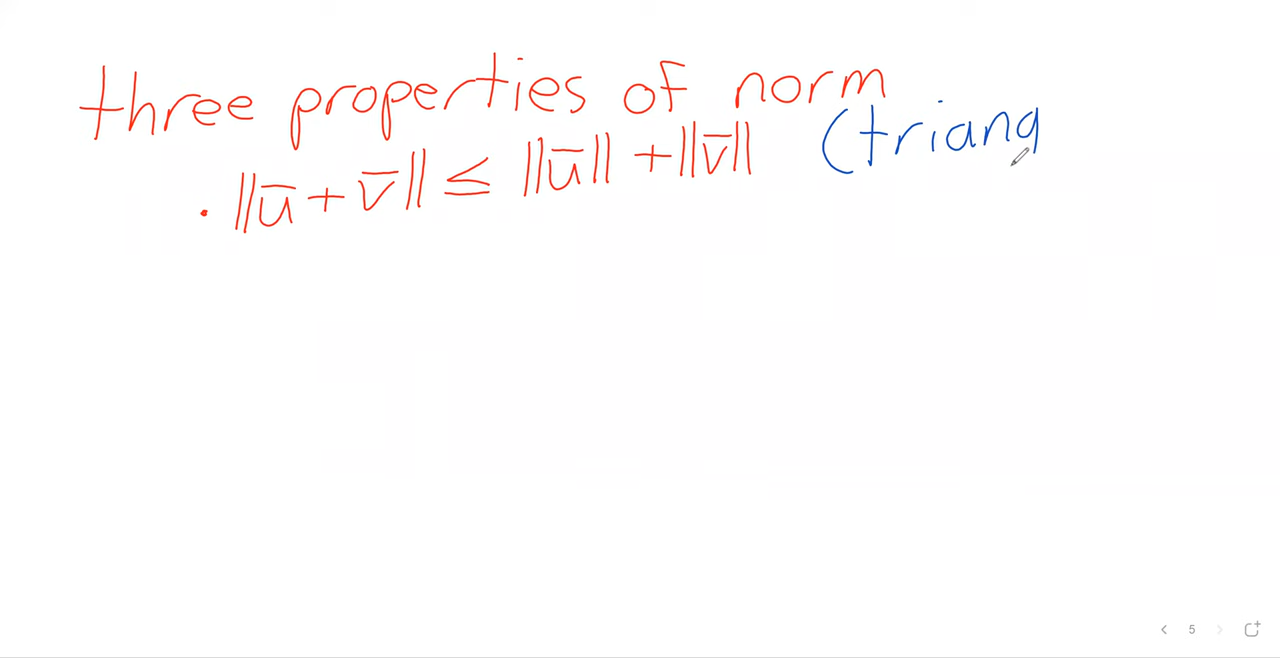 three properties of norm
· ||ū + v̄|| ≤ ||ū|| + ||v̄|| (triang
5